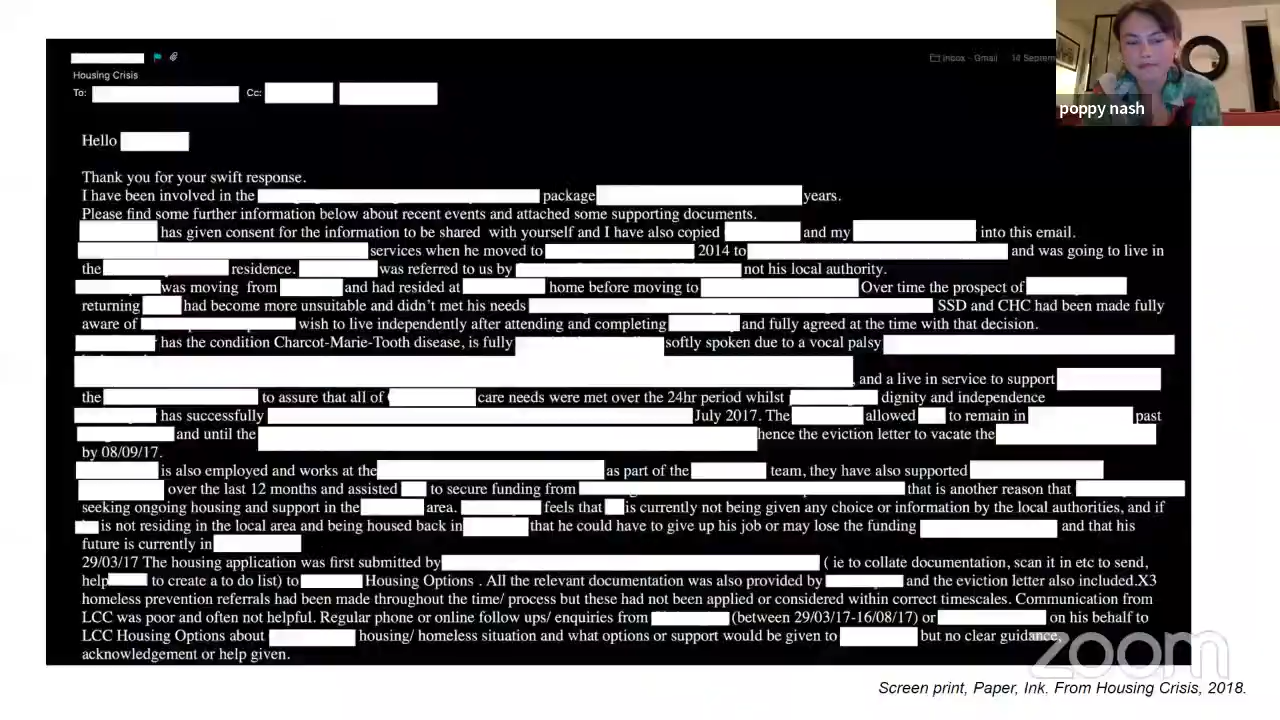 Housing Crisis
Inbox - Gmail 14
To: Cc:
poppy nash
Hello
Thank you for your swift response.
I have been involved in the package years.
Please find some further information below about recent events and attached some supporting documents.
has given consent for the information to be shared with yourself and I have also copied and my into this email.
services when he moved to 2014 to and was going to live in
the residence. was referred to us by not his local authority.
was moving from and had resided at home before moving to Over time the prospect of
returning had become more unsuitable and didn't met his needs SSD and CHC had been made fully
aware of wish to live independently after attending and completing and fully agreed at the time with that decision.
has the condition Charcot-Marie-Tooth disease, is fully softly spoken due to a vocal palsy
, and a live in service to support
the to assure that all of care needs were met over the 24hr period whilst dignity and independence
has successfully July 2017. The allowed to remain in past
and until the hence the eviction letter to vacate the
by 08/09/17.
is also employed and works at the as part of the team, they have also supported
over the last 12 months and assisted to secure funding from that is another reason that
seeking ongoing housing and support in the area. feels that is currently not being given any choice or information by the local authorities, and if
is not residing in the local area and being housed back in that he could have to give up his job or may lose the funding and that his
future is currently in
29/03/17 The housing application was first submitted by ( ie to collate documentation, scan it in etc to send,
help to create a to do list) to Housing Options . All the relevant documentation was also provided by and the eviction letter also included.X3
homeless prevention referrals had been made throughout the time/ process but these had not been applied or considered within correct timescales. Communication from
LCC was poor and often not helpful. Regular phone or online follow ups/ enquiries from (between 29/03/17-16/08/17) or on his behalf to
LCC Housing Options about housing/ homeless situation and what options or support would be given to but no clear guidance,
acknowledgement or help given.
zoom
Screen print, Paper, Ink. From Housing Crisis, 2018.